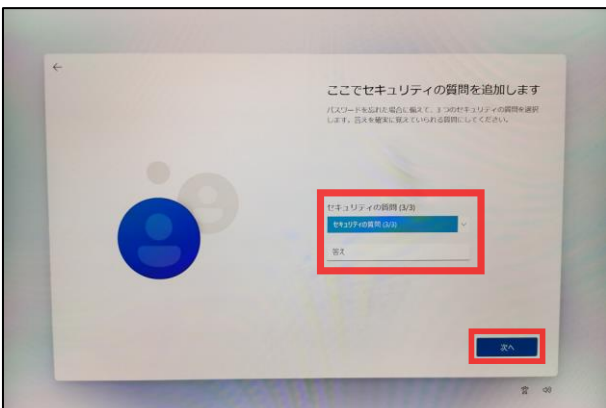 ここでセキュリティの質問を追加します
パスワードを忘れた場合に備えて、3 つのセキュリティの質問を選択
します。答えを確実に覚えていられる質問にしてください。
セキュリティの質問 (3/3)
セキュリティの質問 (3/3)
答え
次へ